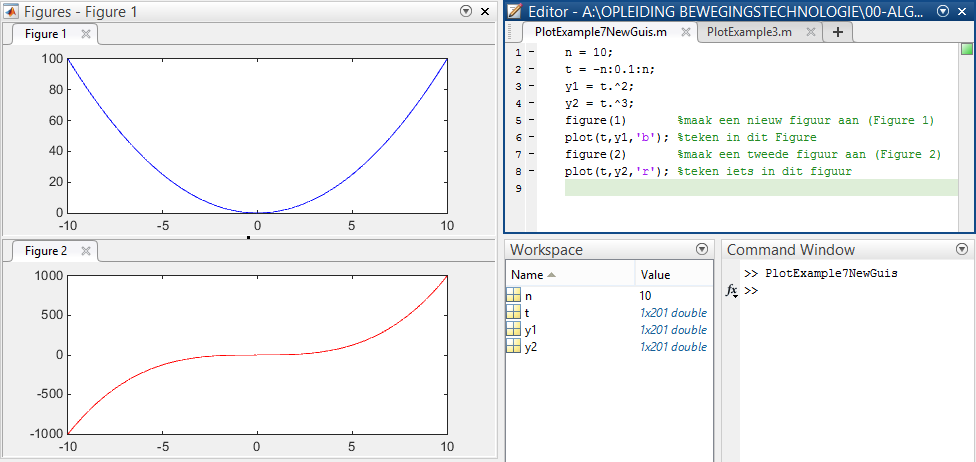 Figures - Figure 1
Figure 1
100
80
60
40
20
0
-10 -5 0 5 10
Figure 2
1000
500
0
-500
-1000
-10 -5 0 5 10
Editor - A:\OPLEIDING BEWEGINGSTECHNOLOGIE\00-ALG...
PlotExample7NewGuis.m PlotExample3.m +
1 - n = 10;
2 - t = -n:0.1:n;
3 - y1 = t.^2;
4 - y2 = t.^3;
5 - figure(1) %maak een nieuw figuur aan (Figure 1)
6 - plot(t,y1,'b'); %teken in dit Figure
7 - figure(2) %maak een tweede figuur aan (Figure 2)
8 - plot(t,y2,'r'); %teken iets in dit figuur
9
Workspace
Name Value
n 10
t 1x201 double
y1 1x201 double
y2 1x201 double
Command Window
>> PlotExample7NewGuis
fx >>